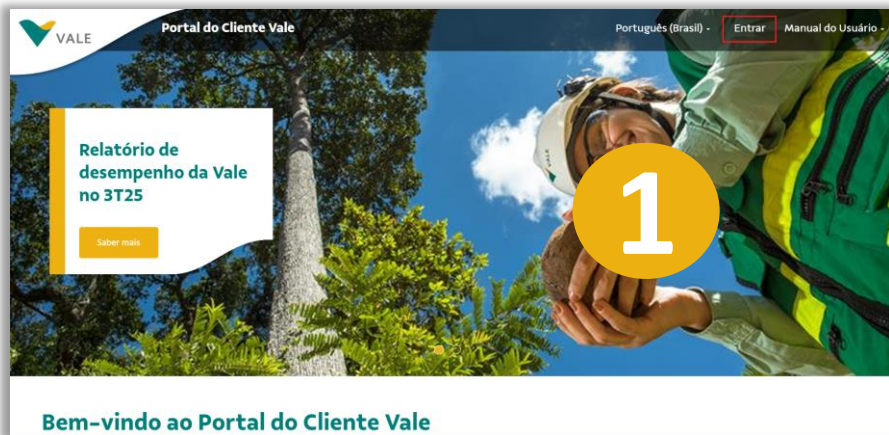 VALE
Portal do Cliente Vale
Português (Brasil) -
Entrar
Manual do Usuário -
Relatório de
desempenho da Vale
no 3T25
Saber mais
1
VALE
Bem-vindo ao Portal do Cliente Vale